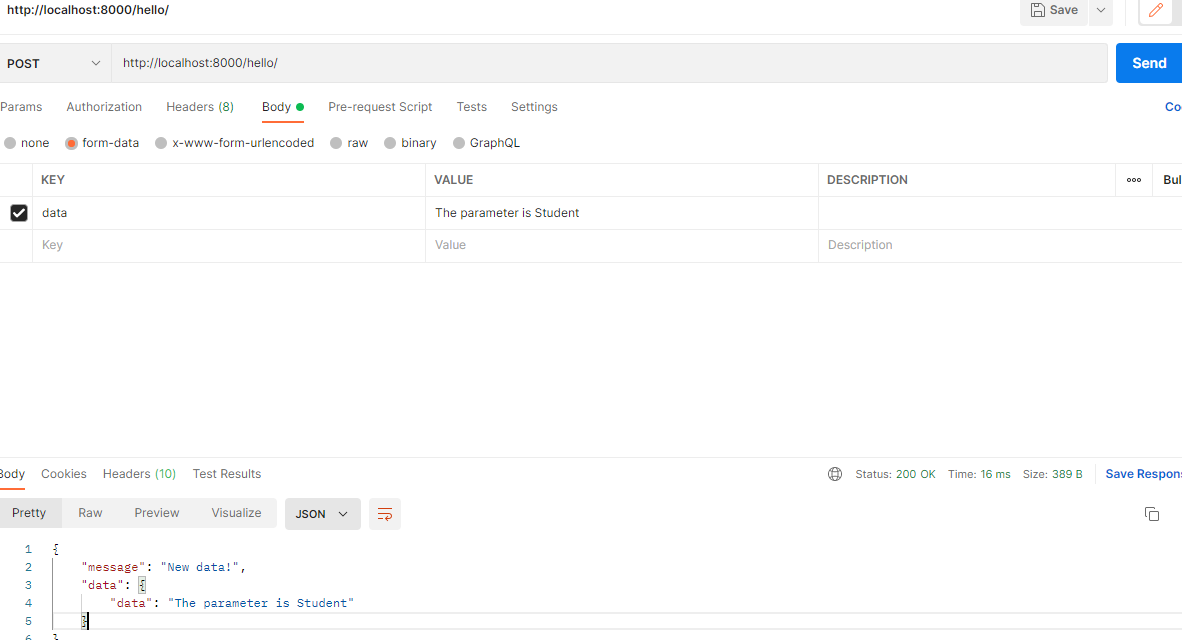 http://localhost:8000/hello/ Save
POST http://localhost:8000/hello/ Send
Params Authorization Headers (8) Body Pre-request Script Tests Settings Co
none form-data x-www-form-urlencoded raw binary GraphQL
KEY VALUE DESCRIPTION Bul
data The parameter is Student
Key Value Description
Body Cookies Headers (10) Test Results Status: 200 OK Time: 16 ms Size: 389 B Save Respons
Pretty Raw Preview Visualize JSON
1 {
2 "message": "New data!",
3 "data": {
4 "data": "The parameter is Student"
5 }
6 }